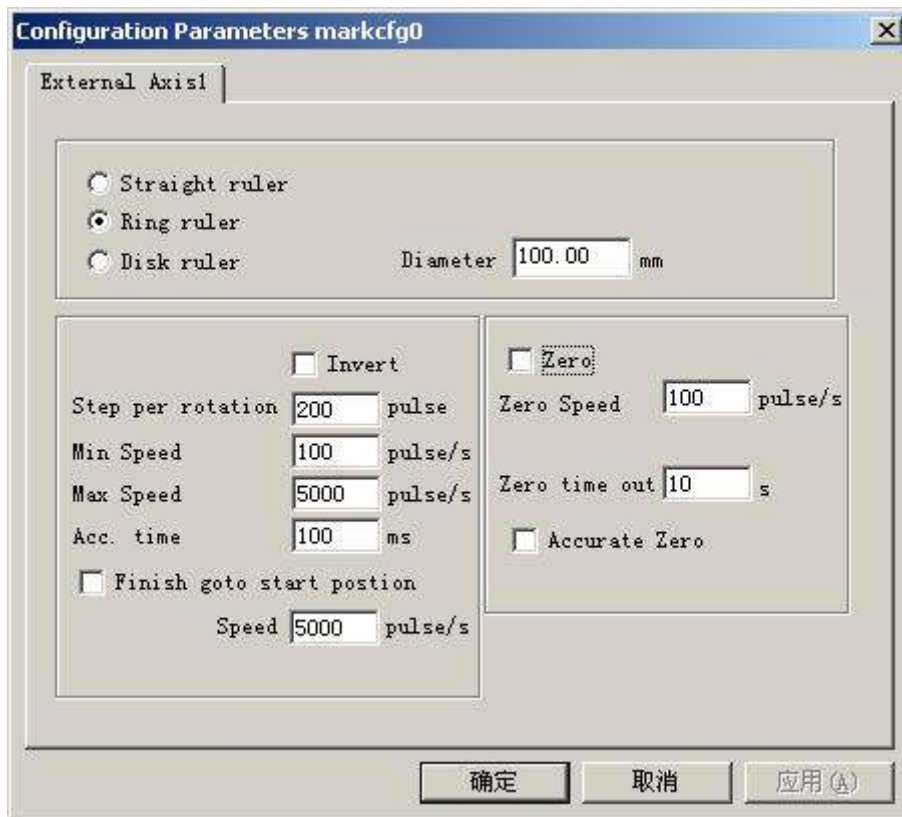 Configuration Parameters markcfg0
External Axis1
Straight ruler
Ring ruler
Disk ruler
Diameter 100.00 mm
Invert
Step per rotation 200 pulse
Min Speed 100 pulse/s
Max Speed 5000 pulse/s
Acc. time 100 ms
Finish goto start postion
Speed 5000 pulse/s
Zero
Zero Speed 100 pulse/s
Zero time out 10 s
Accurate Zero
确定 取消 应用(A)